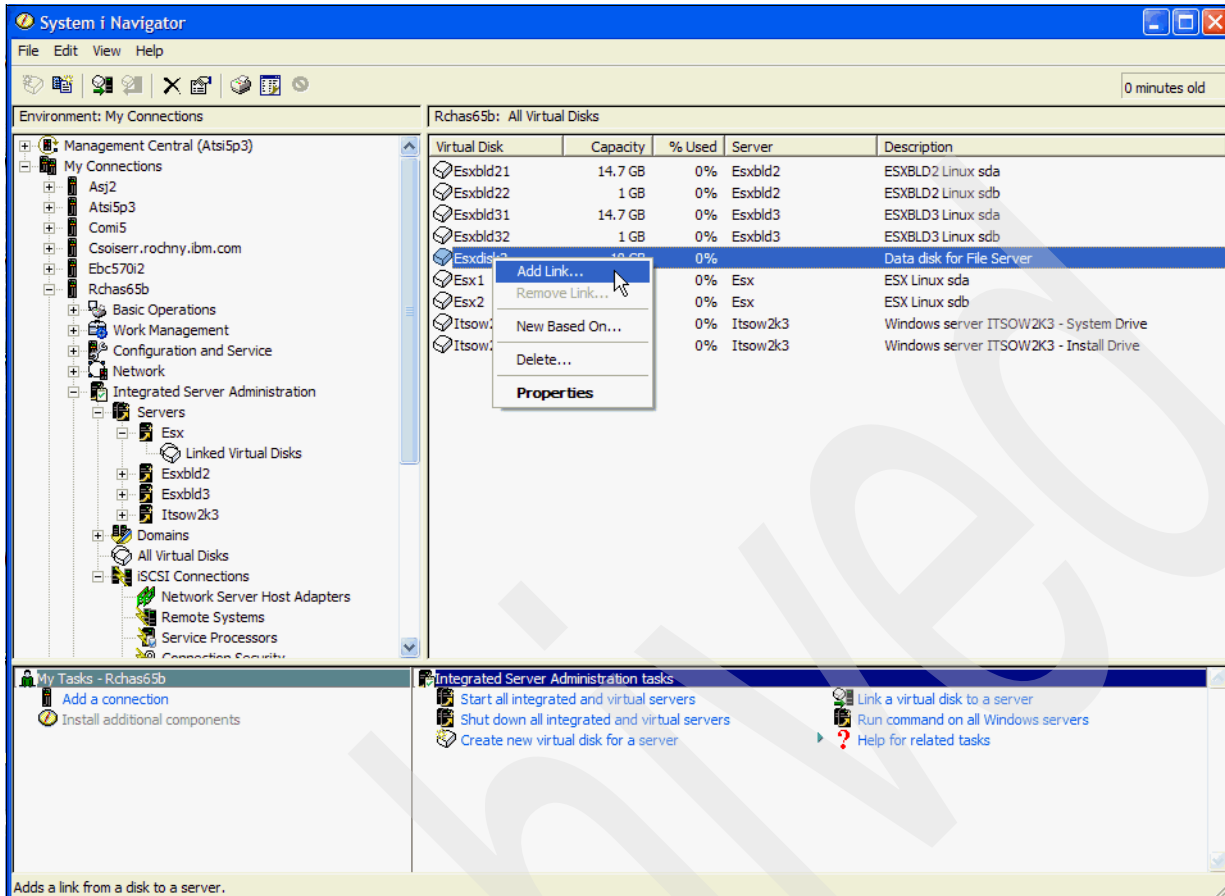 System i Navigator
File Edit View Help
0 minutes old
Environment: My Connections
Rchas65b: All Virtual Disks
Management Central (Atsi5p3)
My Connections
Asj2
Atsi5p3
Comi5
Csoiserr.rochny.ibm.com
Ebc570i2
Rchas65b
Basic Operations
Work Management
Configuration and Service
Network
Integrated Server Administration
Servers
Esx
Linked Virtual Disks
Esxbld2
Esxbld3
Itsow2k3
Domains
All Virtual Disks
iSCSI Connections
Network Server Host Adapters
Remote Systems
Service Processors
Connection Security
Virtual Disk Capacity % Used Server Description
Esxbld21 14.7 GB 0% Esxbld2 ESXBLD2 Linux sda
Esxbld22 1 GB 0% Esxbld2 ESXBLD2 Linux sdb
Esxbld31 14.7 GB 0% Esxbld3 ESXBLD3 Linux sda
Esxbld32 1 GB 0% Esxbld3 ESXBLD3 Linux sdb
0% Data disk for File Server
Esx1 0% Esx ESX Linux sda
Esx2 0% Esx ESX Linux sdb
0% Itsow2k3 Windows server ITSOW2K3 - System Drive
0% Itsow2k3 Windows server ITSOW2K3 - Install Drive
Add Link...
Remove Link...
New Based On...
Delete...
Properties
My Tasks - Rchas65b
Add a connection
Install additional components
Integrated Server Administration tasks
Start all integrated and virtual servers
Shut down all integrated and virtual servers
Create new virtual disk for a server
Link a virtual disk to a server
Run command on all Windows servers
Help for related tasks
Adds a link from a disk to a server.